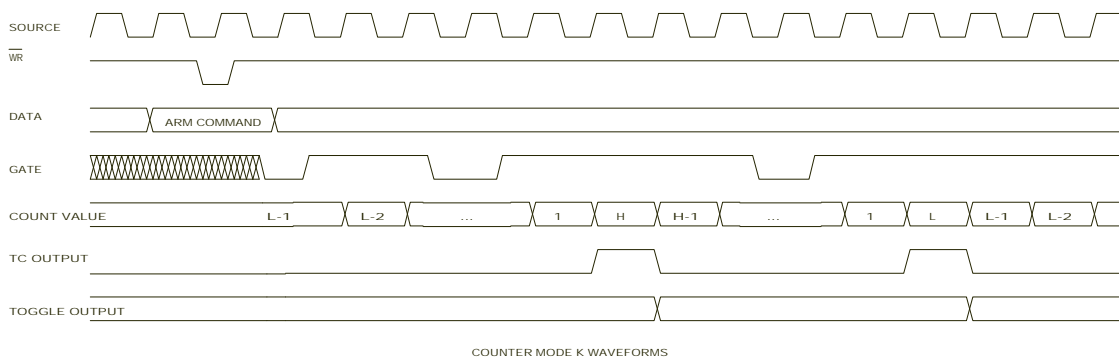 SOURCE
WR
DATA ARM COMMAND
GATE
COUNT VALUE L-1 L-2 ... 1 H H-1 ... 1 L L-1 L-2
TC OUTPUT
TOGGLE OUTPUT
COUNTER MODE K WAVEFORMS